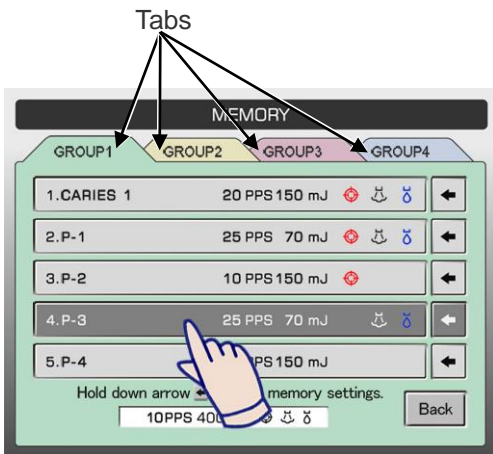 Tabs
MEMORY
GROUP1 GROUP2 GROUP3 GROUP4
1.CARIES 1 20 PPS 150 mJ
2.P-1 25 PPS 70 mJ
3.P-2 10 PPS 150 mJ
4.P-3 25 PPS 70 mJ
5.P-4 PPS 150 mJ
Hold down arrow memory settings.
10PPS
Back